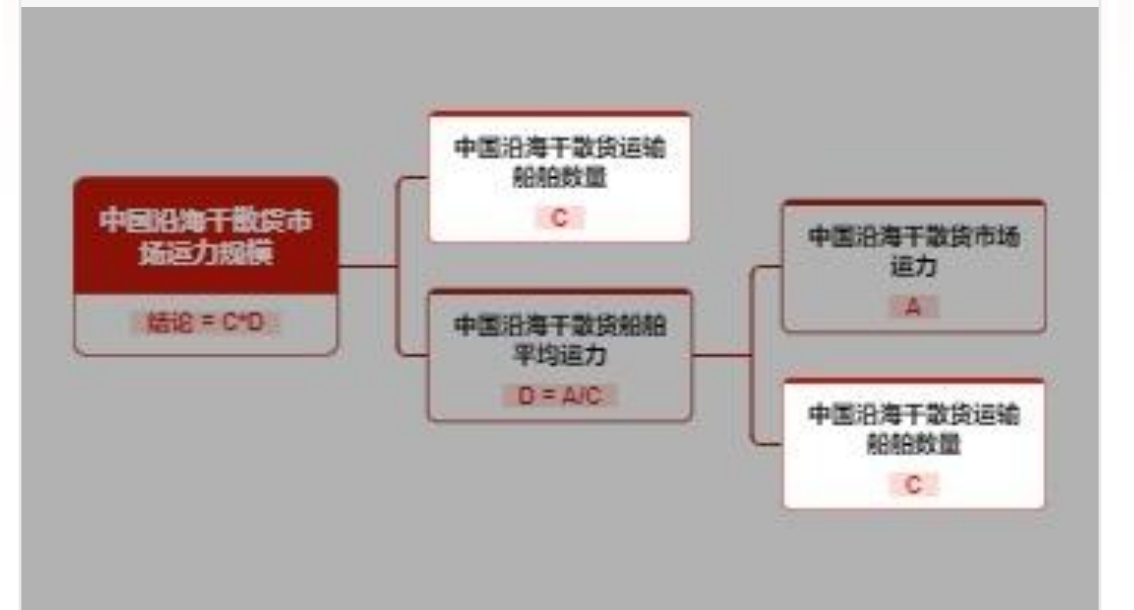 中国沿海干散货市
场运力规模
结论 = C*D
中国沿海干散货运输
船舶数量
C
中国沿海干散货船舶
平均运力
D = A/C
中国沿海干散货市场
运力
A
中国沿海干散货运输
船舶数量
C